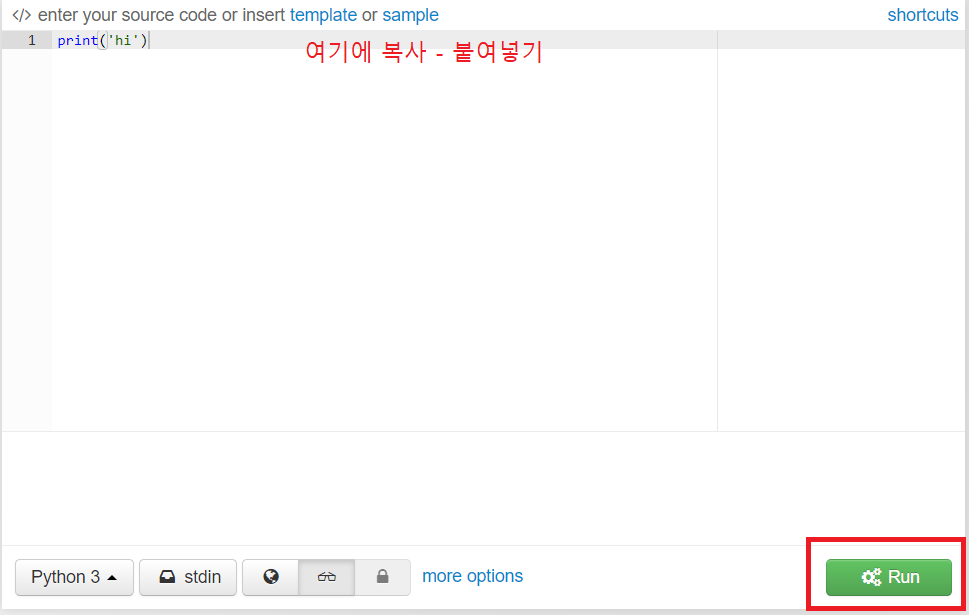 </> enter your source code or insert template or sample
shortcuts
1 print('hi')
여기에 복사 - 붙여넣기
Python 3
stdin
more options
Run